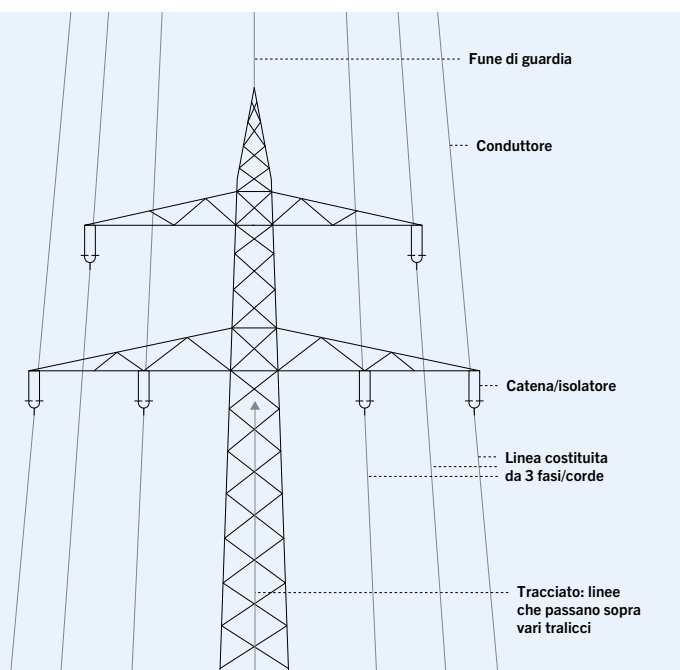 Fune di guardia
Conduttore
Catena/isolatore
Linea costituita
da 3 fasi/corde
Tracciato: linee
che passano sopra
vari tralicci